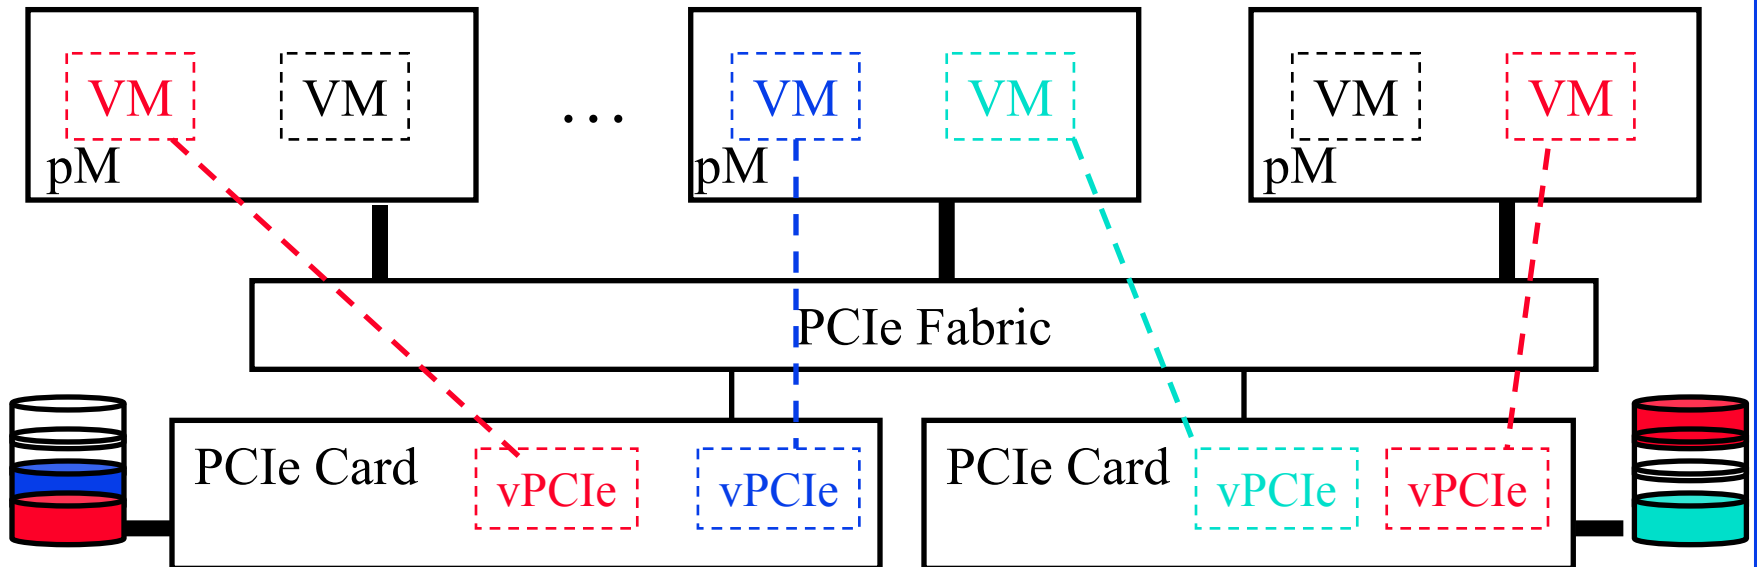 VM VM … VM VM VM VM
pM pM pM
PCIe Fabric
PCIe Card vPCIe vPCIe PCIe Card vPCIe vPCIe